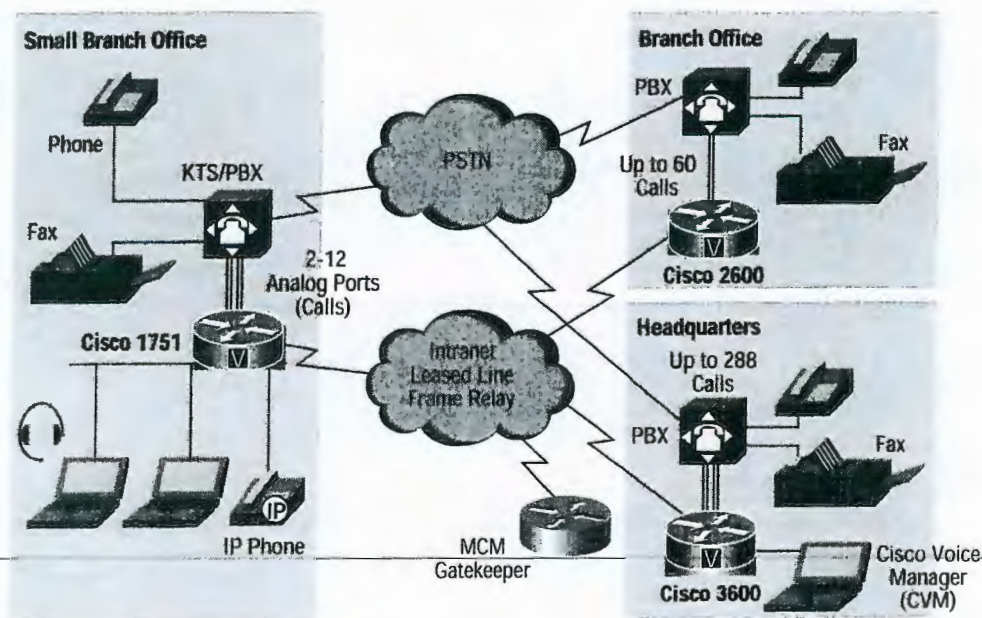 Small Branch Office
Phone
KTS/PBX
Fax
2-12
Analog Ports
(Calls)
Cisco 1751
V
IP
IP Phone
PSTN
Intranet
Leased Line
Frame Relay
MCM
Gatekeeper
Branch Office
PBX
Fax
Up to 60
Calls
V
Cisco 2600
Headquarters
Up to 288
Calls
PBX
Fax
V
Cisco 3600
Cisco Voice
Manager
(CVM)